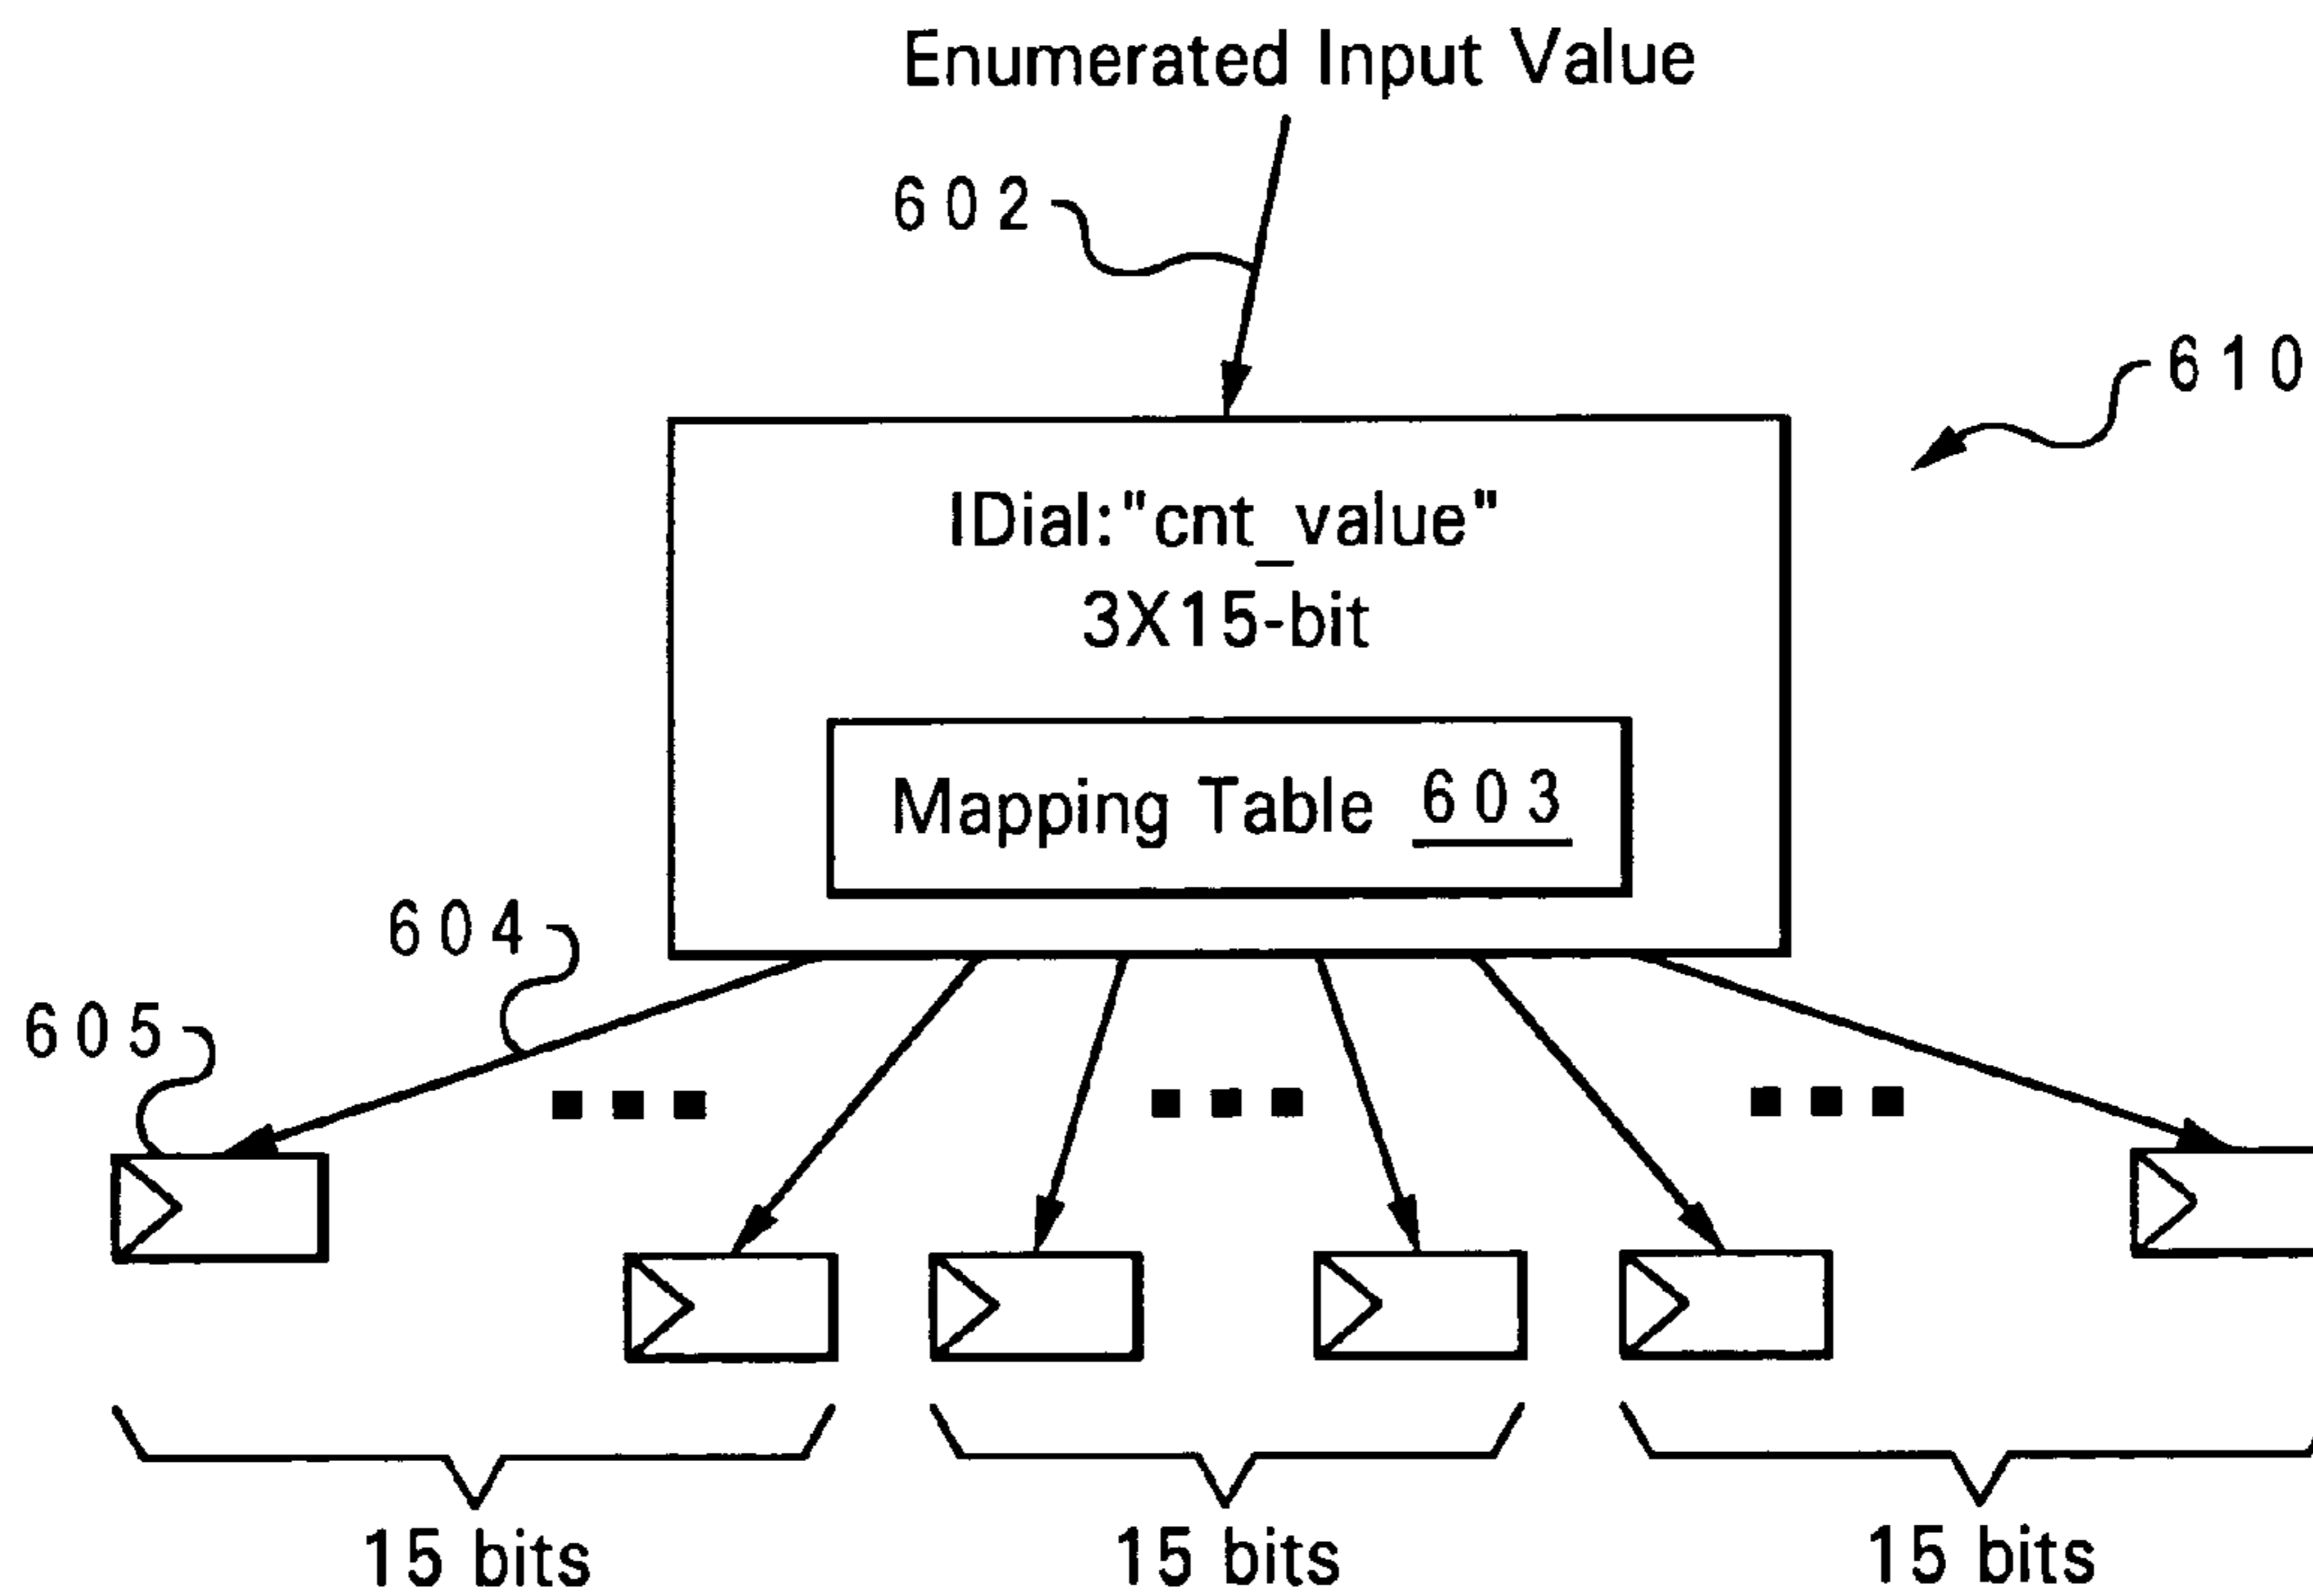 Enumerated Input Value
602
610
IDial:"cnt_value"
3X15-bit
Mapping Table 603
604
605
15 bits
15 bits
15 bits